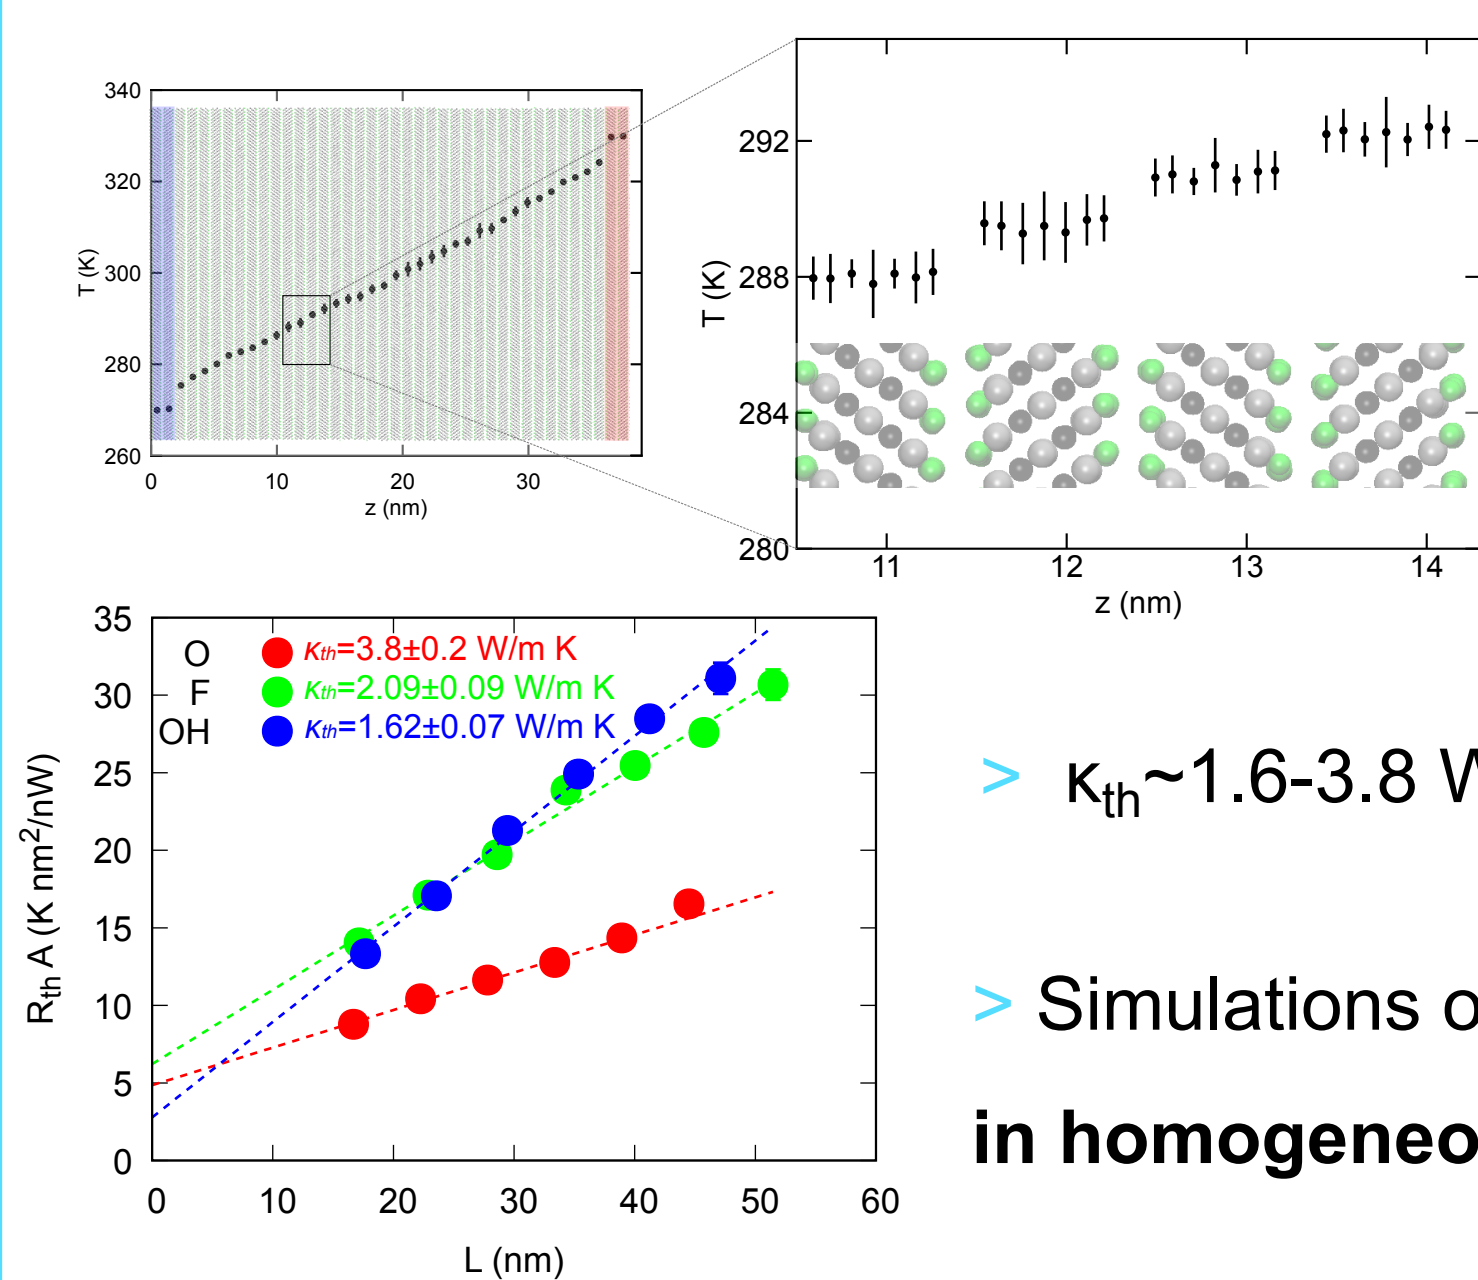 340
320
300
280
260
T (K)
0 10 20 30
z (nm)
292
288
284
280
T (K)
11 12 13 14
z (nm)
35
30
25
20
15
10
5
0
R_th A (K nm²/nW)
O κth=3.8±0.2 W/m K
F κth=2.09±0.09 W/m K
OH κth=1.62±0.07 W/m K
0 10 20 30 40 50 60
L (nm)
> κth~1.6-3.8 W
> Simulations o
in homogeneo